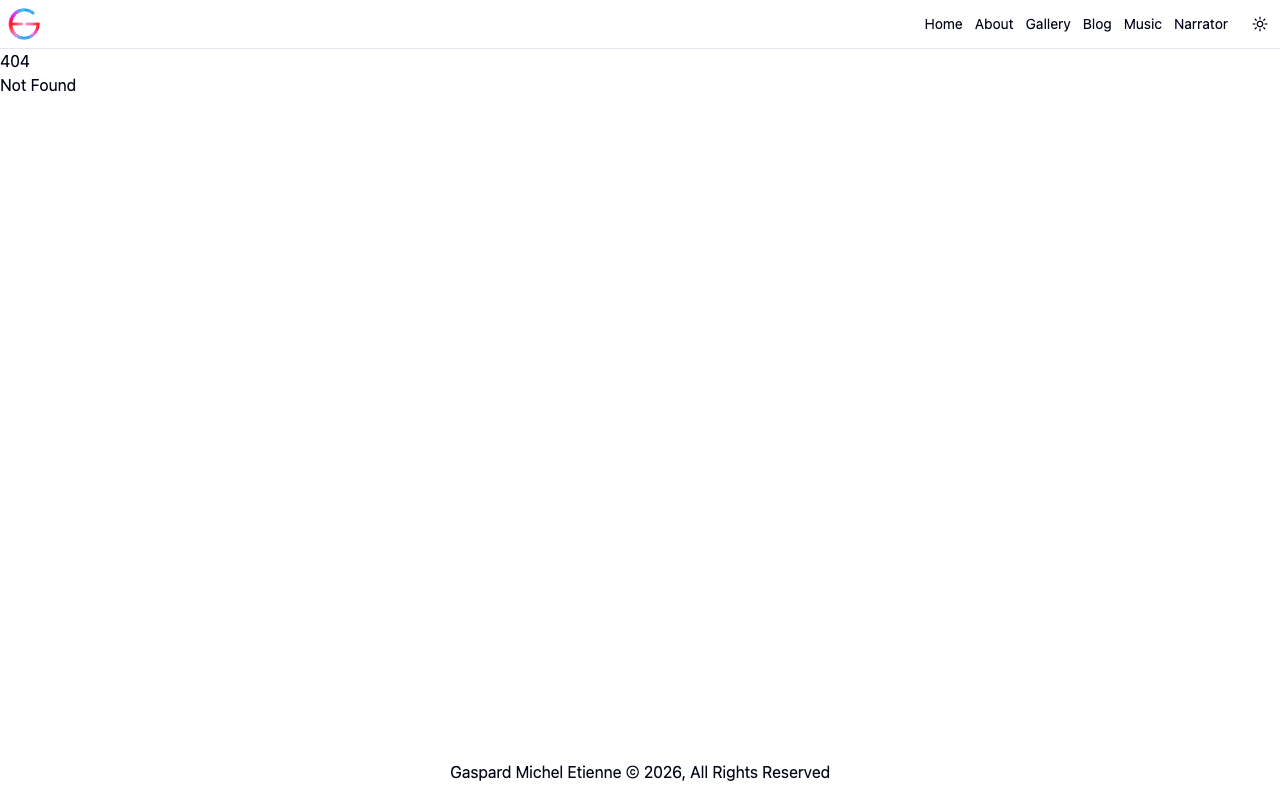 Home About Gallery Blog Music Narrator
404
Not Found
Gaspard Michel Etienne © 2026, All Rights Reserved